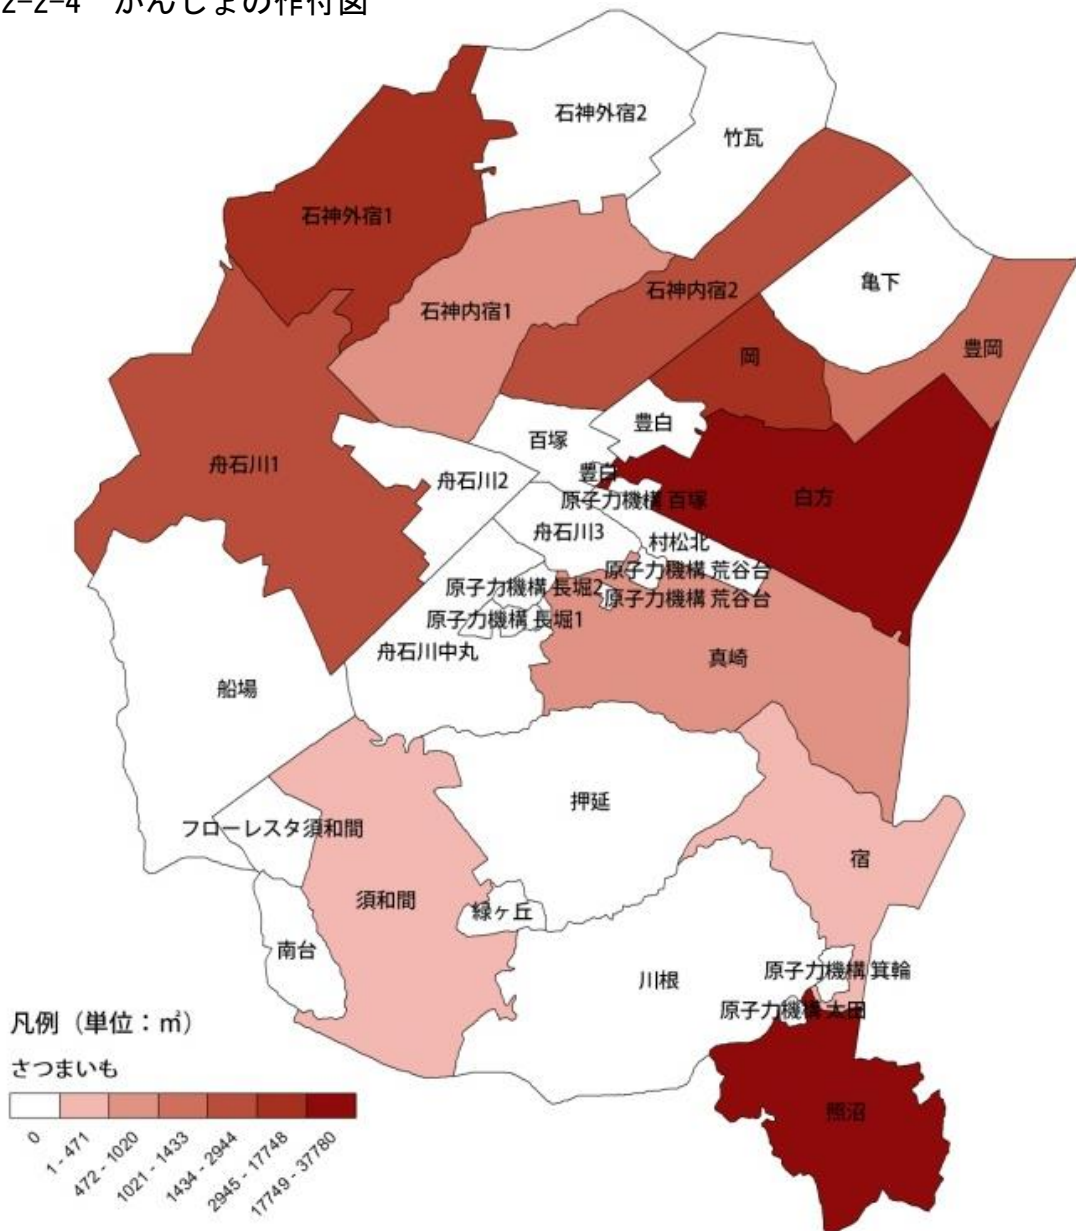 2-2-4 かんしょの作付図
石神外宿2
竹瓦
石神外宿1
亀下
石神内宿2
石神内宿1
豊岡
岡
豊白
百塚
舟石川1
豊白
舟石川2
白方
原子力機構 百塚
舟石川3
村松北
原子力機構 荒谷台
原子力機構 長堀2
原子力機構 荒谷台
原子力機構 長堀1
舟石川中丸
真崎
船場
押延
フローレスタ須和間
宿
須和間
緑ヶ丘
南台
原子力機構 箕輪
川根
原子力機構 太田
凡例（単位：㎡）
さつまいも
照沼
0
1 - 471
472 - 1020
1021 - 1433
1434 - 2944
2945 - 17748
17749 - 37780